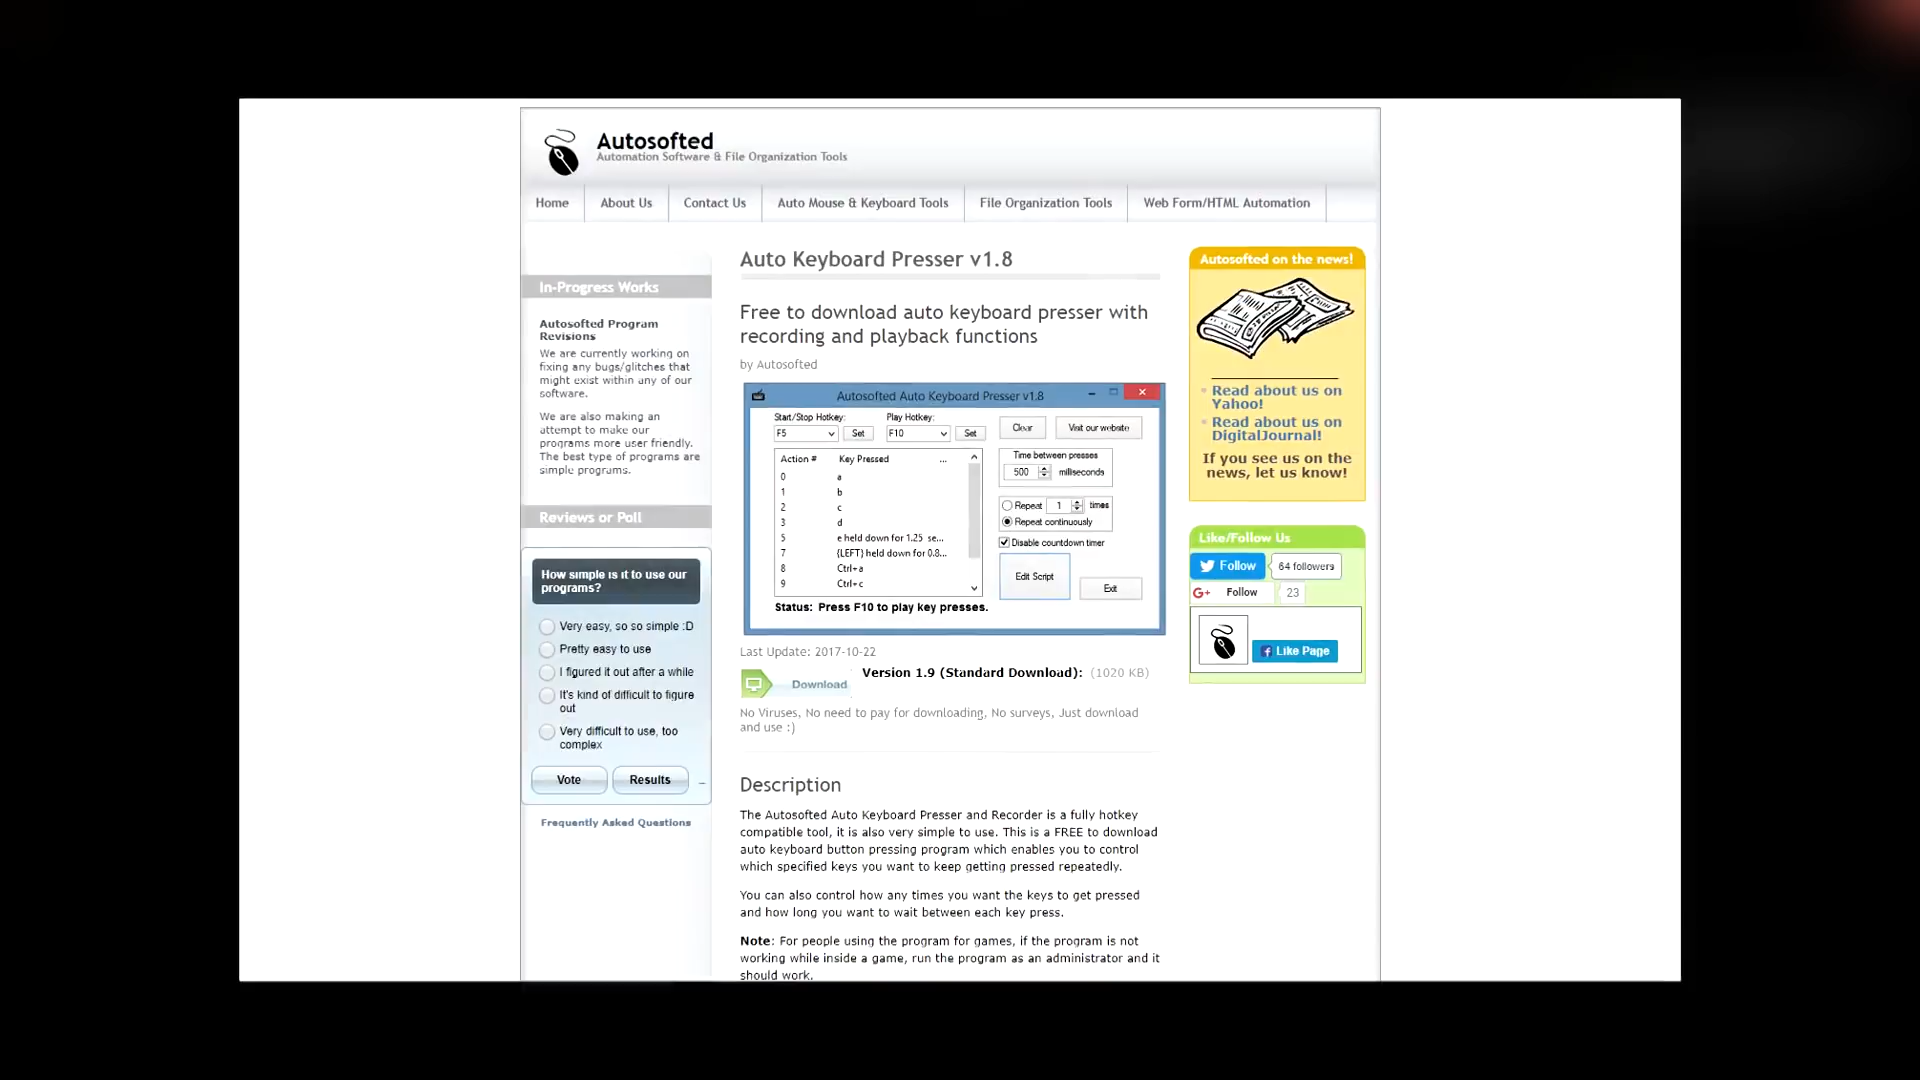 Autosofted
Automation Software & File Organization Tools
Home
About Us
Contact Us
Auto Mouse & Keyboard Tools
File Organization Tools
Web Form/HTML Automation
In-Progress Works
Autosofted Program
Revisions
We are currently working on
fixing any bugs/glitches that
might exist within any of our
software.
We are also making an
attempt to make our
programs more user friendly.
The best type of programs are
simple programs.
Reviews or Poll
How simple is it to use our
programs?
Very easy, so so simple :D
Pretty easy to use
I figured it out after a while
It's kind of difficult to figure
out
Very difficult to use, too
complex
Vote
Results
Frequently Asked Questions
Auto Keyboard Presser v1.8
Free to download auto keyboard presser with
recording and playback functions
by Autosofted
Autosofted Auto Keyboard Presser v1.8
Start/Stop Hotkey:
Play Hotkey:
F5
Set
F10
Set
Clear
Visit our website
Action #
Key Pressed
...
0 a
1 b
2 c
3 d
5 e held down for 1.25 se...
7 {LEFT} held down for 0.8...
8 Ctrl+a
9 Ctrl+c
Time between presses
500 milliseconds
Repeat 1 times
Repeat continuously
Disable countdown timer
Edit Script
Exit
Status: Press F10 to play key presses.
Last Update: 2017-10-22
Download
Version 1.9 (Standard Download): (1020 KB)
No Viruses, No need to pay for downloading, No surveys, Just download
and use :)
Description
The Autosofted Auto Keyboard Presser and Recorder is a fully hotkey
compatible tool, it is also very simple to use. This is a FREE to download
auto keyboard button pressing program which enables you to control
which specified keys you want to keep getting pressed repeatedly.
You can also control how any times you want the keys to get pressed
and how long you want to wait between each key press.
Note: For people using the program for games, if the program is not
working while inside a game, run the program as an administrator and it
should work.
Autosofted on the news!
Read about us on
Yahoo!
Read about us on
DigitalJournal!
If you see us on the
news, let us know!
Like/Follow Us
Follow
64 followers
G+
Follow
23
Like Page